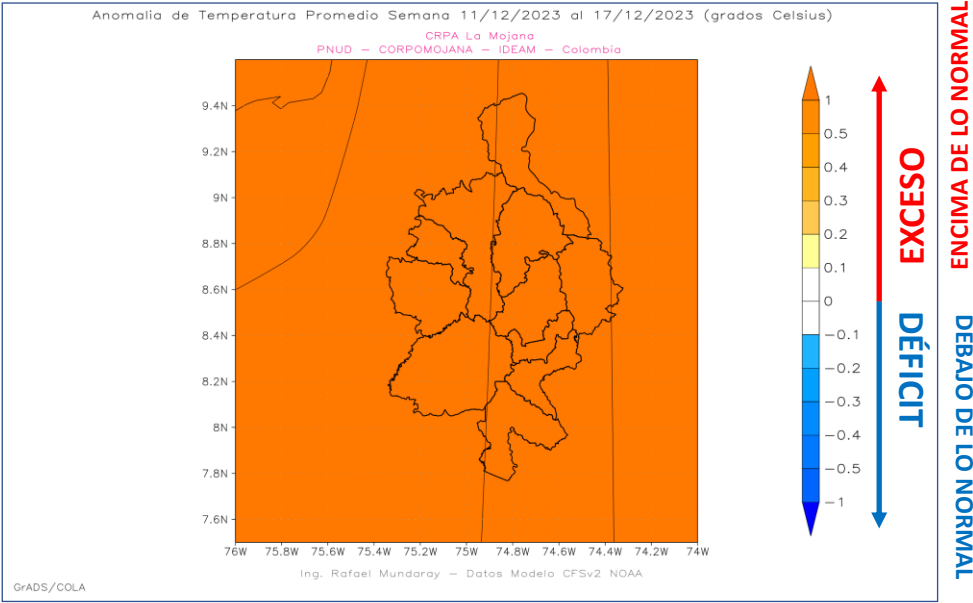 Anomalia de Temperatura Promedio Semana 11/12/2023 al 17/12/2023 (grados Celsius)
CRPA La Mojana
PNUD – CORPOMOJANA – IDEAM – Colombia
9.4N
9.2N
9N
8.8N
8.6N
8.4N
8.2N
8N
7.8N
7.6N
76W 75.8W 75.6W 75.4W 75.2W 75W 74.8W 74.6W 74.4W 74.2W 74W
Ing. Rafael Mundaray – Datos Modelo CFSv2 NOAA
GrADS/COLA
1
0.5
0.4
0.3
0.2
0.1
0
−0.1
−0.2
−0.3
−0.4
−0.5
−1
EXCESO
DÉFICIT
ENCIMA DE LO NORMAL
DEBAJO DE LO NORMAL